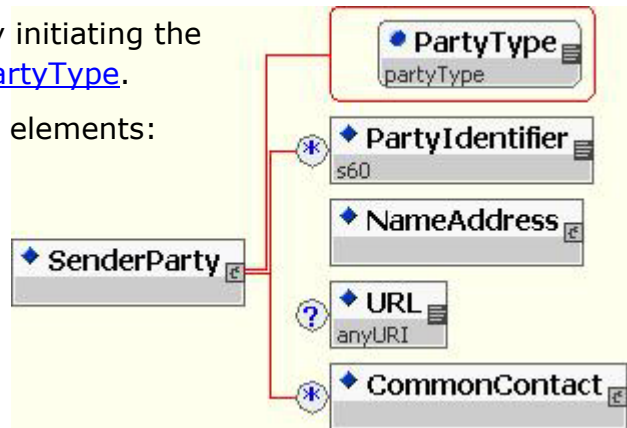 y initiating the
artyType.
elements:
PartyType
partyType
* PartyIdentifier
s60
NameAddress
SenderParty
? URL
anyURI
* CommonContact